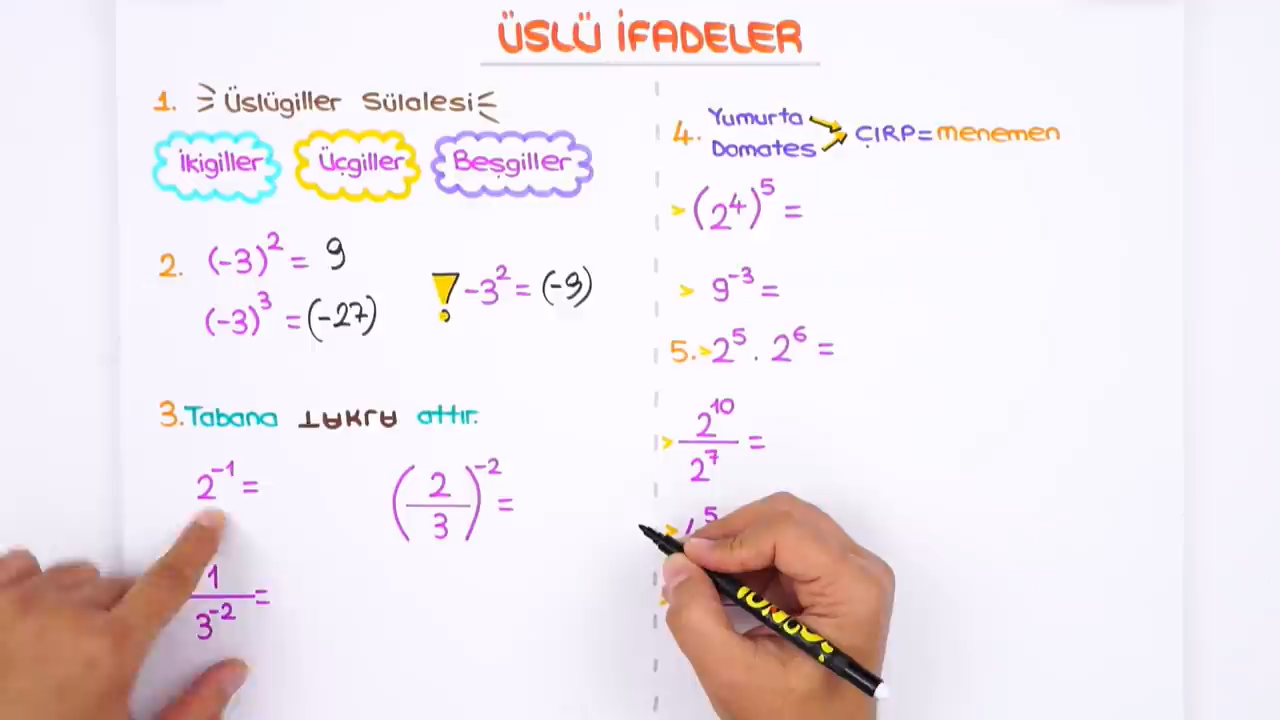 ÜSLÜ İFADELER
1. Üslügiller Sülalesi
İkigiller Üçgiller Beşgiller
2. (-3)² = 9
(-3)³ = (-27)
! -3² = (-9)
3. Tabana TAKLA attır.
2⁻¹ =
(2/3)⁻² =
1/3⁻² =
4. Yumurta
Domates
ÇIRP = menemen
> (2⁴)⁵ =
> 9⁻³ =
5. > 2⁵ . 2⁶ =
> 2¹⁰/2⁷ =